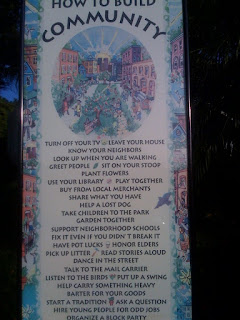 HOW TO BUILD
COMMUNITY
TURN OFF YOUR TV LEAVE YOUR HOUSE
KNOW YOUR NEIGHBORS
LOOK UP WHEN YOU ARE WALKING
GREET PEOPLE SIT ON YOUR STOOP
PLANT FLOWERS
USE YOUR LIBRARY PLAY TOGETHER
BUY FROM LOCAL MERCHANTS
SHARE WHAT YOU HAVE
HELP A LOST DOG
TAKE CHILDREN TO THE PARK
GARDEN TOGETHER
SUPPORT NEIGHBORHOOD SCHOOLS
FIX IT EVEN IF YOU DIDN'T BREAK IT
HAVE POT LUCKS HONOR ELDERS
PICK UP LITTER READ STORIES ALOUD
DANCE IN THE STREET
TALK TO THE MAIL CARRIER
LISTEN TO THE BIRDS PUT UP A SWING
HELP CARRY SOMETHING HEAVY
BARTER FOR YOUR GOODS
START A TRADITION ASK A QUESTION
HIRE YOUNG PEOPLE FOR ODD JOBS
ORGANIZE A BLOCK PARTY